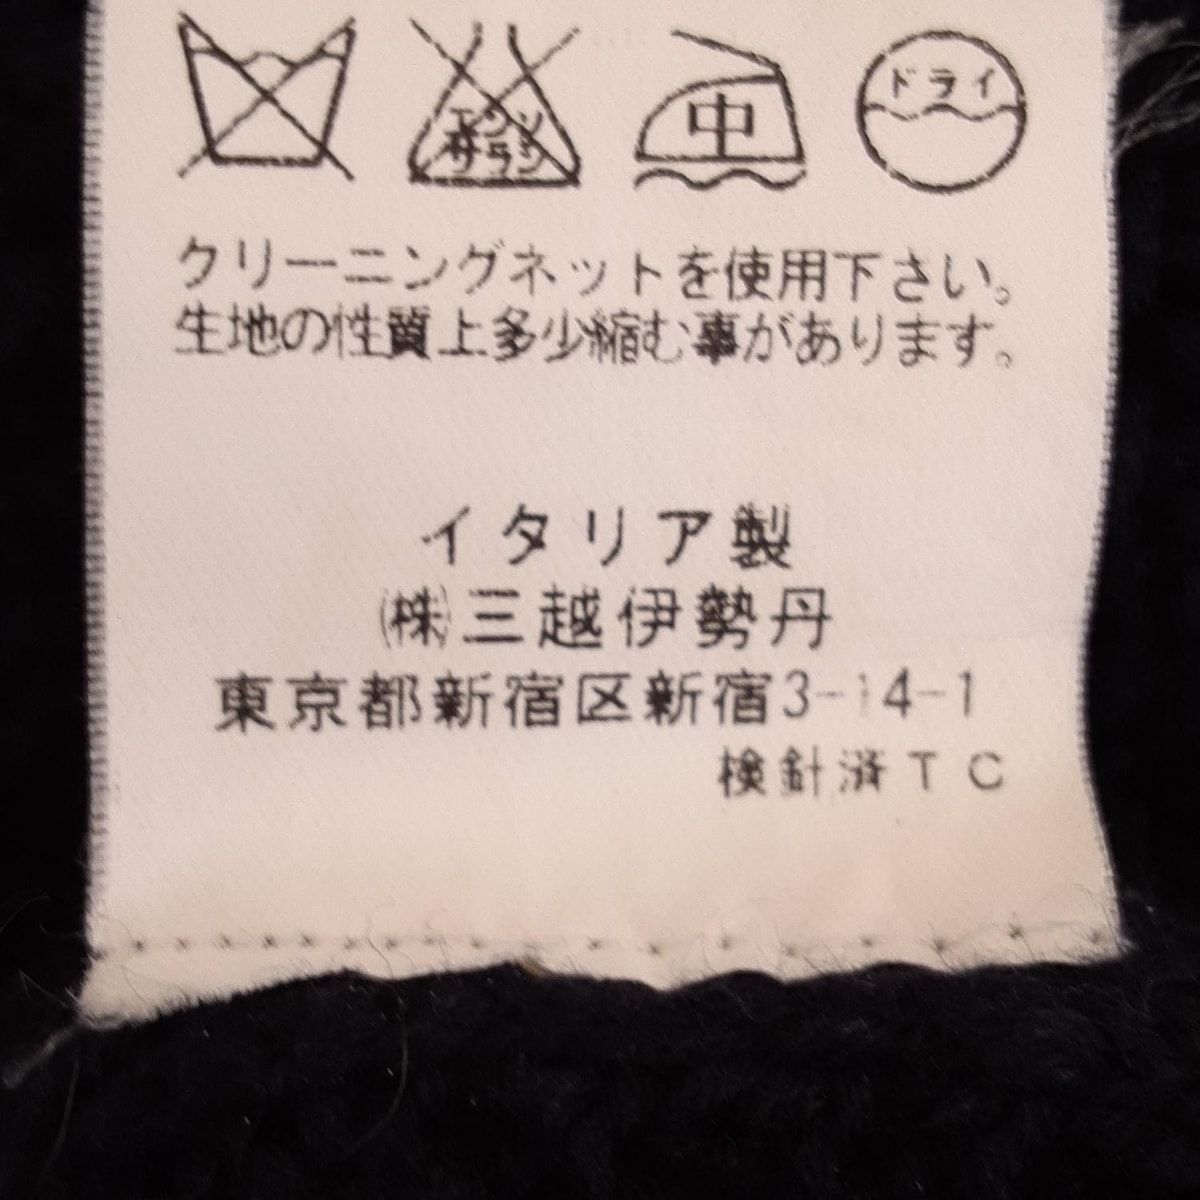 エンソ
サラシ
中
ドライ
クリーニングネットを使用下さい。
生地の性質上多少縮む事があります。
イタリア製
㈱三越伊勢丹
東京都新宿区新宿3-14-1
検針済TC